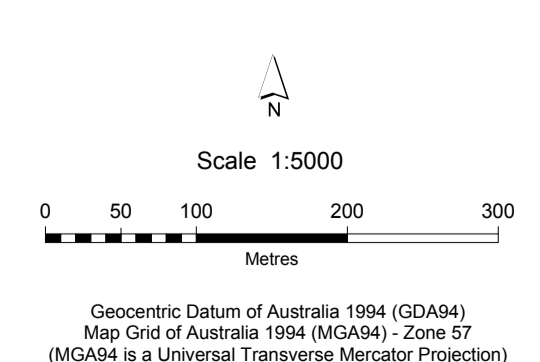 N
Scale 1:5000
0 50 100 200 300
Metres
Geocentric Datum of Australia 1994 (GDA94)
Map Grid of Australia 1994 (MGA94) - Zone 57
(MGA94 is a Universal Transverse Mercator Projection)